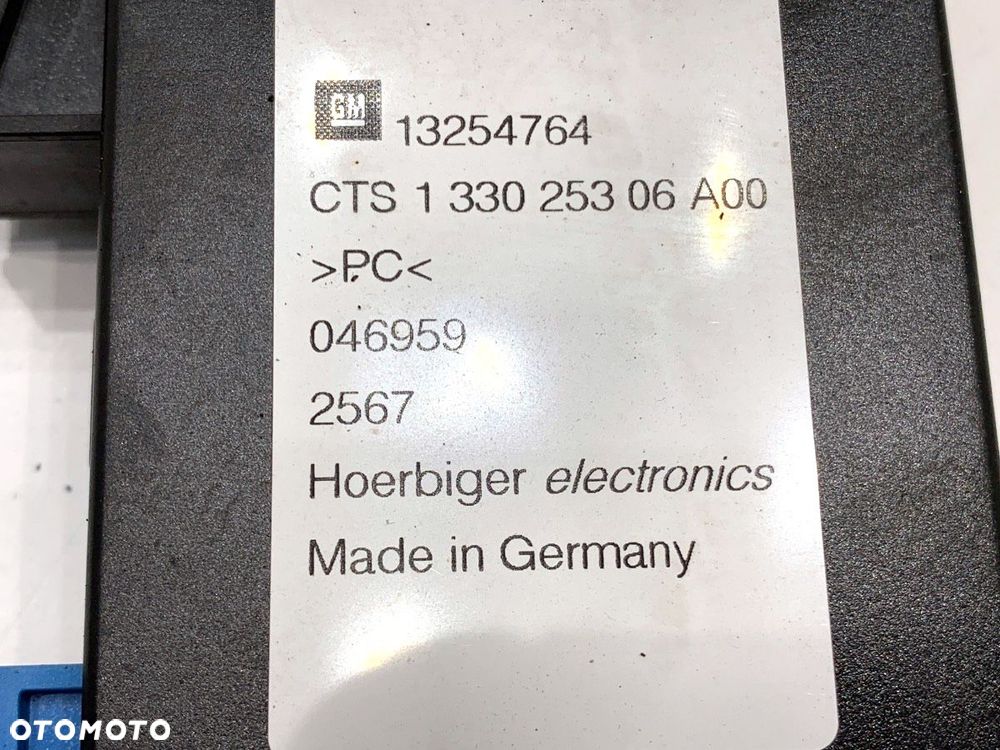 GM 13254764
CTS 1 330 253 06 A00
>PC<
046959
2567
Hoerbiger electronics
Made in Germany
OTOMOTO